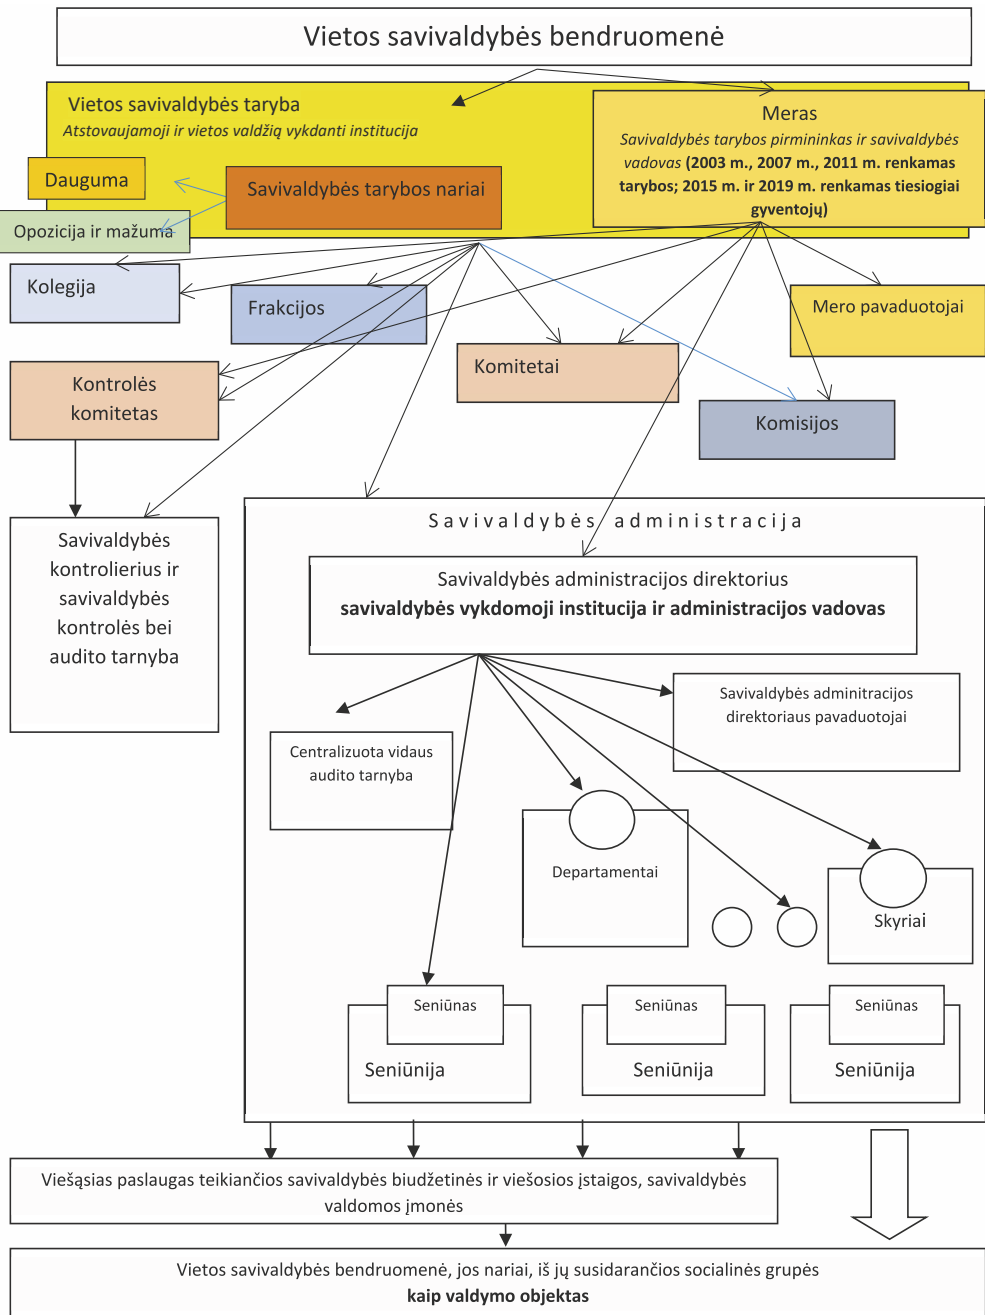 Vietos savivaldybės bendruomenė
Vietos savivaldybės taryba
Atstovaujamoji ir vietos valdžią vykdanti institucija
Meras
Savivaldybės tarybos pirmininkas ir savivaldybės
vadovas (2003 m., 2007 m., 2011 m. renkamas
tarybos; 2015 m. ir 2019 m. renkamas tiesiogiai
gyventojų)
Dauguma
Savivaldybės tarybos nariai
Opozicija ir mažuma
Kolegija
Frakcijos
Mero pavaduotojai
Komitetai
Kontrolės
komitetas
Komisijos
Savivaldybės
kontrolierius ir
savivaldybės
kontrolės bei
audito tarnyba
Savivaldybės administracija
Savivaldybės administracijos direktorius
savivaldybės vykdomoji institucija ir administracijos vadovas
Savivaldybės adminitracijos
direktoriaus pavaduotojai
Centralizuota vidaus
audito tarnyba
Departamentai
Skyriai
Seniūnas
Seniūnija
Seniūnas
Seniūnija
Seniūnas
Seniūnija
Viešąsias paslaugas teikiančios savivaldybės biudžetinės ir viešosios įstaigos, savivaldybės
valdomos įmonės
Vietos savivaldybės bendruomenė, jos nariai, iš jų susidarančios socialinės grupės
kaip valdymo objektas